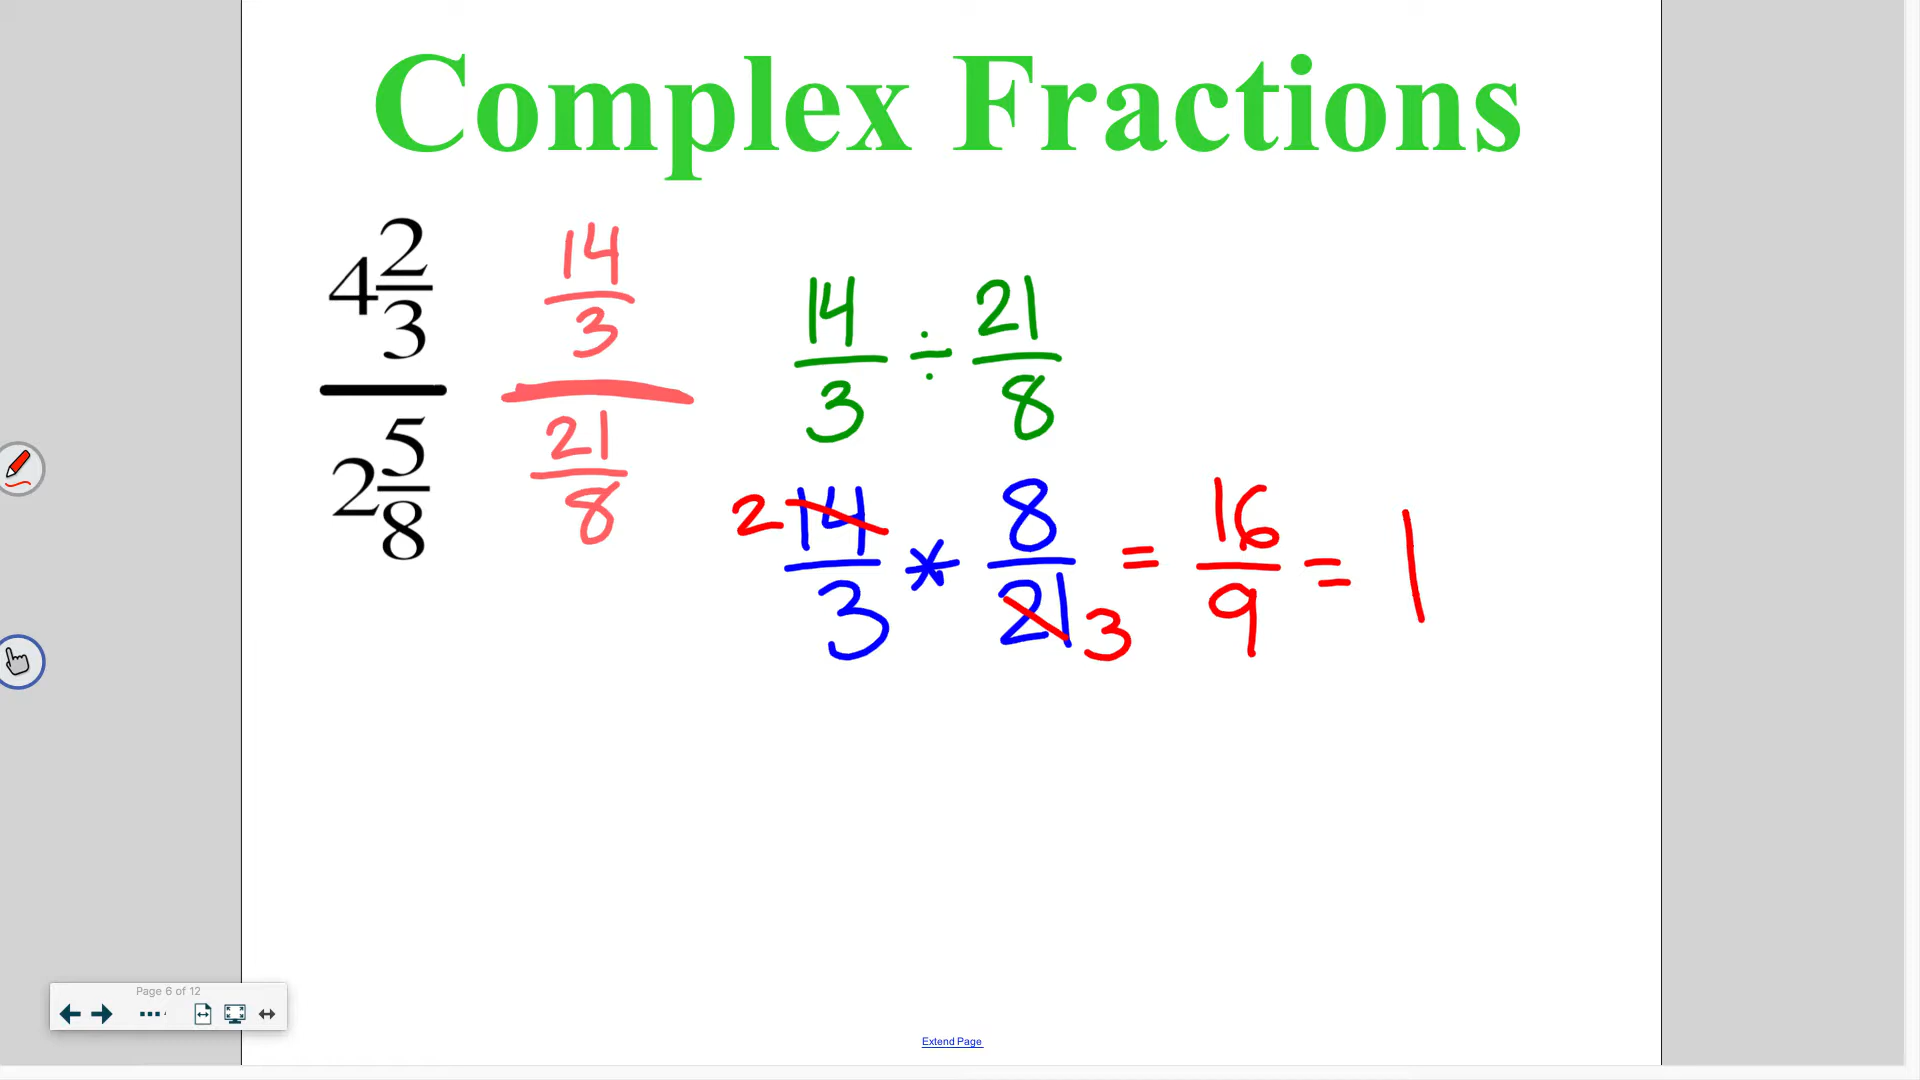 Complex Fractions
4 2/3
2 5/8
14/3
21/8
14/3 ÷ 21/8
2 14/3 * 8/21 3 = 16/9 = 1
Page 6 of 12
Extend Page